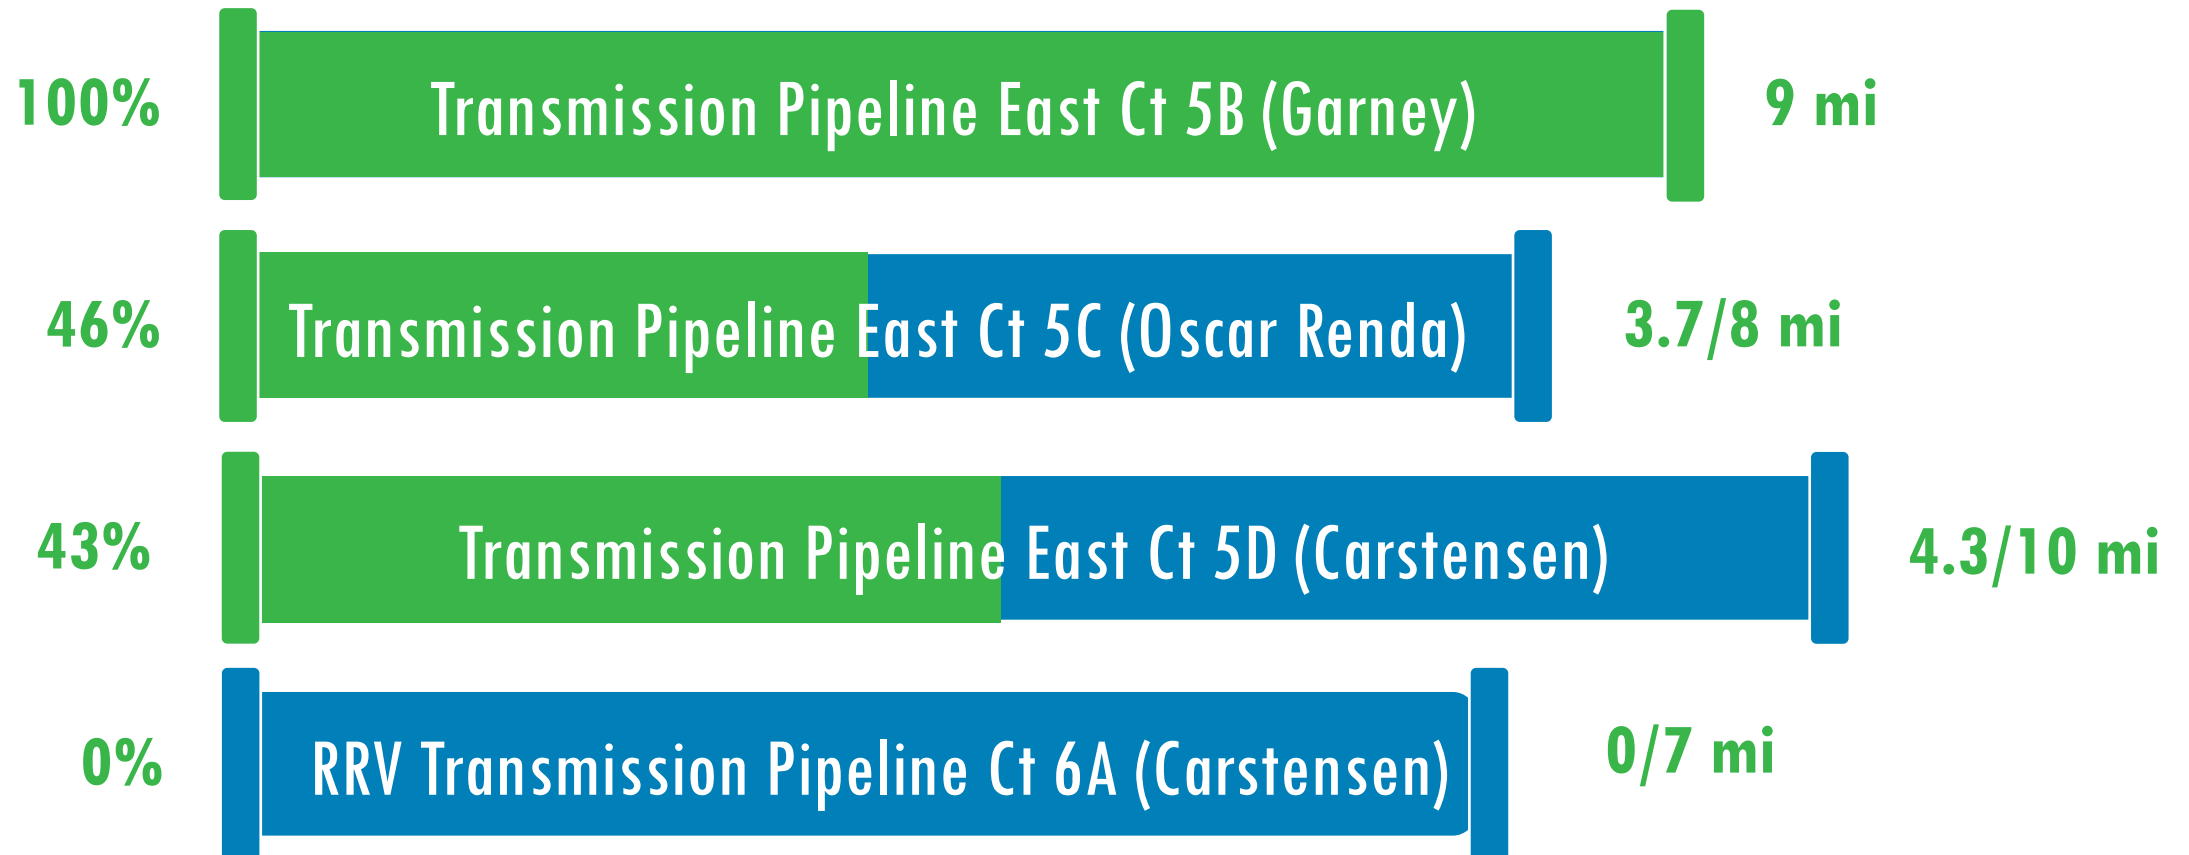 100% Transmission Pipeline East Ct 5B (Garney) 9 mi
46% Transmission Pipeline East Ct 5C (Oscar Renda) 3.7/8 mi
43% Transmission Pipeline East Ct 5D (Carstensen) 4.3/10 mi
0% RRV Transmission Pipeline Ct 6A (Carstensen) 0/7 mi